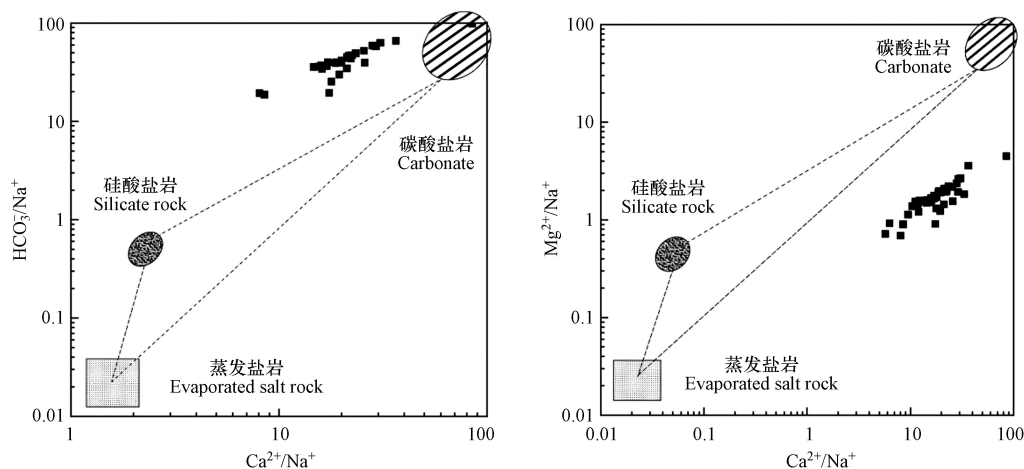 100
10
1
0.1
0.01
HCO₃⁻/Na⁺
碳酸盐岩
Carbonate
硅酸盐岩
Silicate rock
蒸发盐岩
Evaporated salt rock
1
10
100
Ca²⁺/Na⁺
100
10
1
0.1
0.01
Mg²⁺/Na⁺
碳酸盐岩
Carbonate
硅酸盐岩
Silicate rock
蒸发盐岩
Evaporated salt rock
0.01
0.1
1
10
100
Ca²⁺/Na⁺